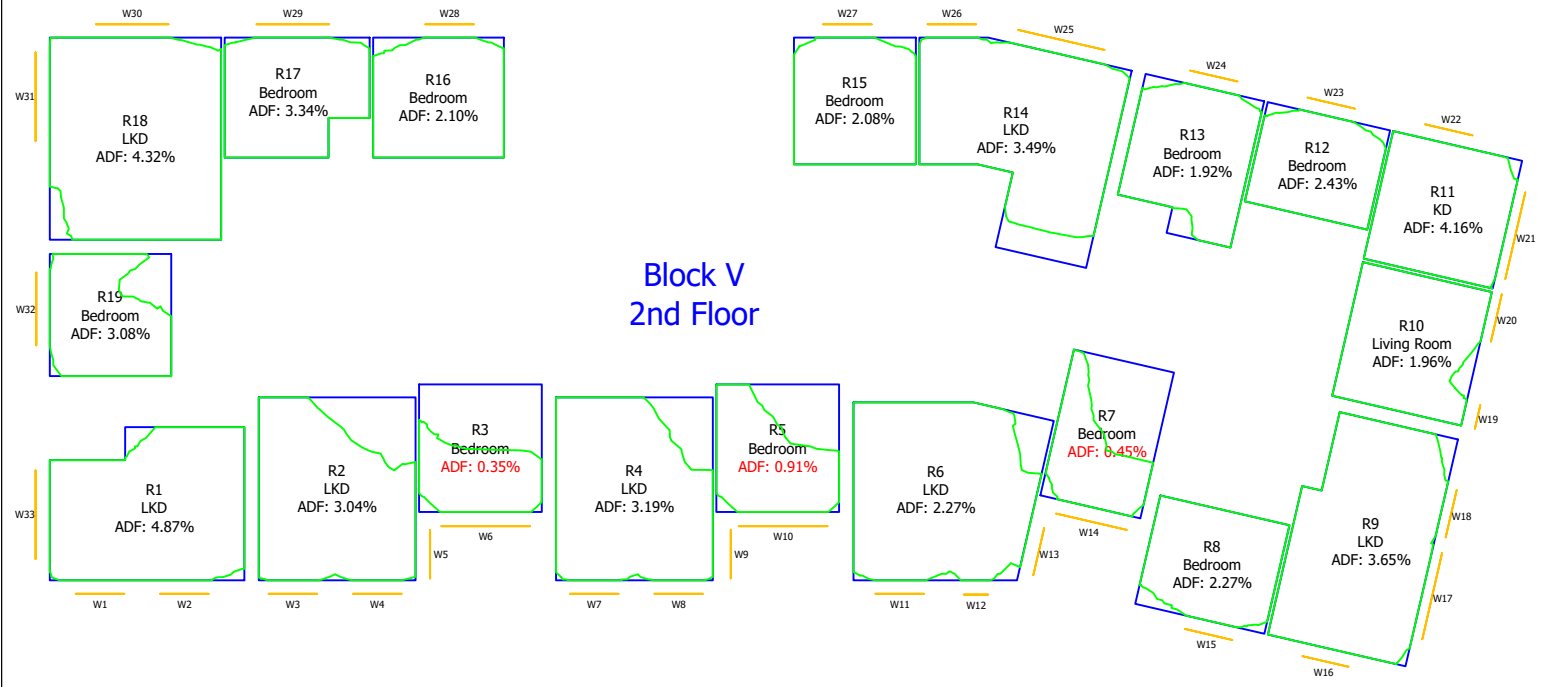 W30
W29
W28
W27
W26
W25
W24
W23
W22
W31
R18
LKD
ADF: 4.32%
R17
Bedroom
ADF: 3.34%
R16
Bedroom
ADF: 2.10%
R15
Bedroom
ADF: 2.08%
R14
LKD
ADF: 3.49%
R13
Bedroom
ADF: 1.92%
R12
Bedroom
ADF: 2.43%
R11
KD
ADF: 4.16%
W21
Block V
2nd Floor
W32
R19
Bedroom
ADF: 3.08%
R10
Living Room
ADF: 1.96%
W20
W19
W33
R1
LKD
ADF: 4.87%
R2
LKD
ADF: 3.04%
R3
Bedroom
ADF: 0.35%
R4
LKD
ADF: 3.19%
R5
Bedroom
ADF: 0.91%
R6
LKD
ADF: 2.27%
R7
Bedroom
ADF: 0.45%
R8
Bedroom
ADF: 2.27%
R9
LKD
ADF: 3.65%
W18
W17
W5
W6
W9
W10
W13
W14
W1
W2
W3
W4
W7
W8
W11
W12
W15
W16